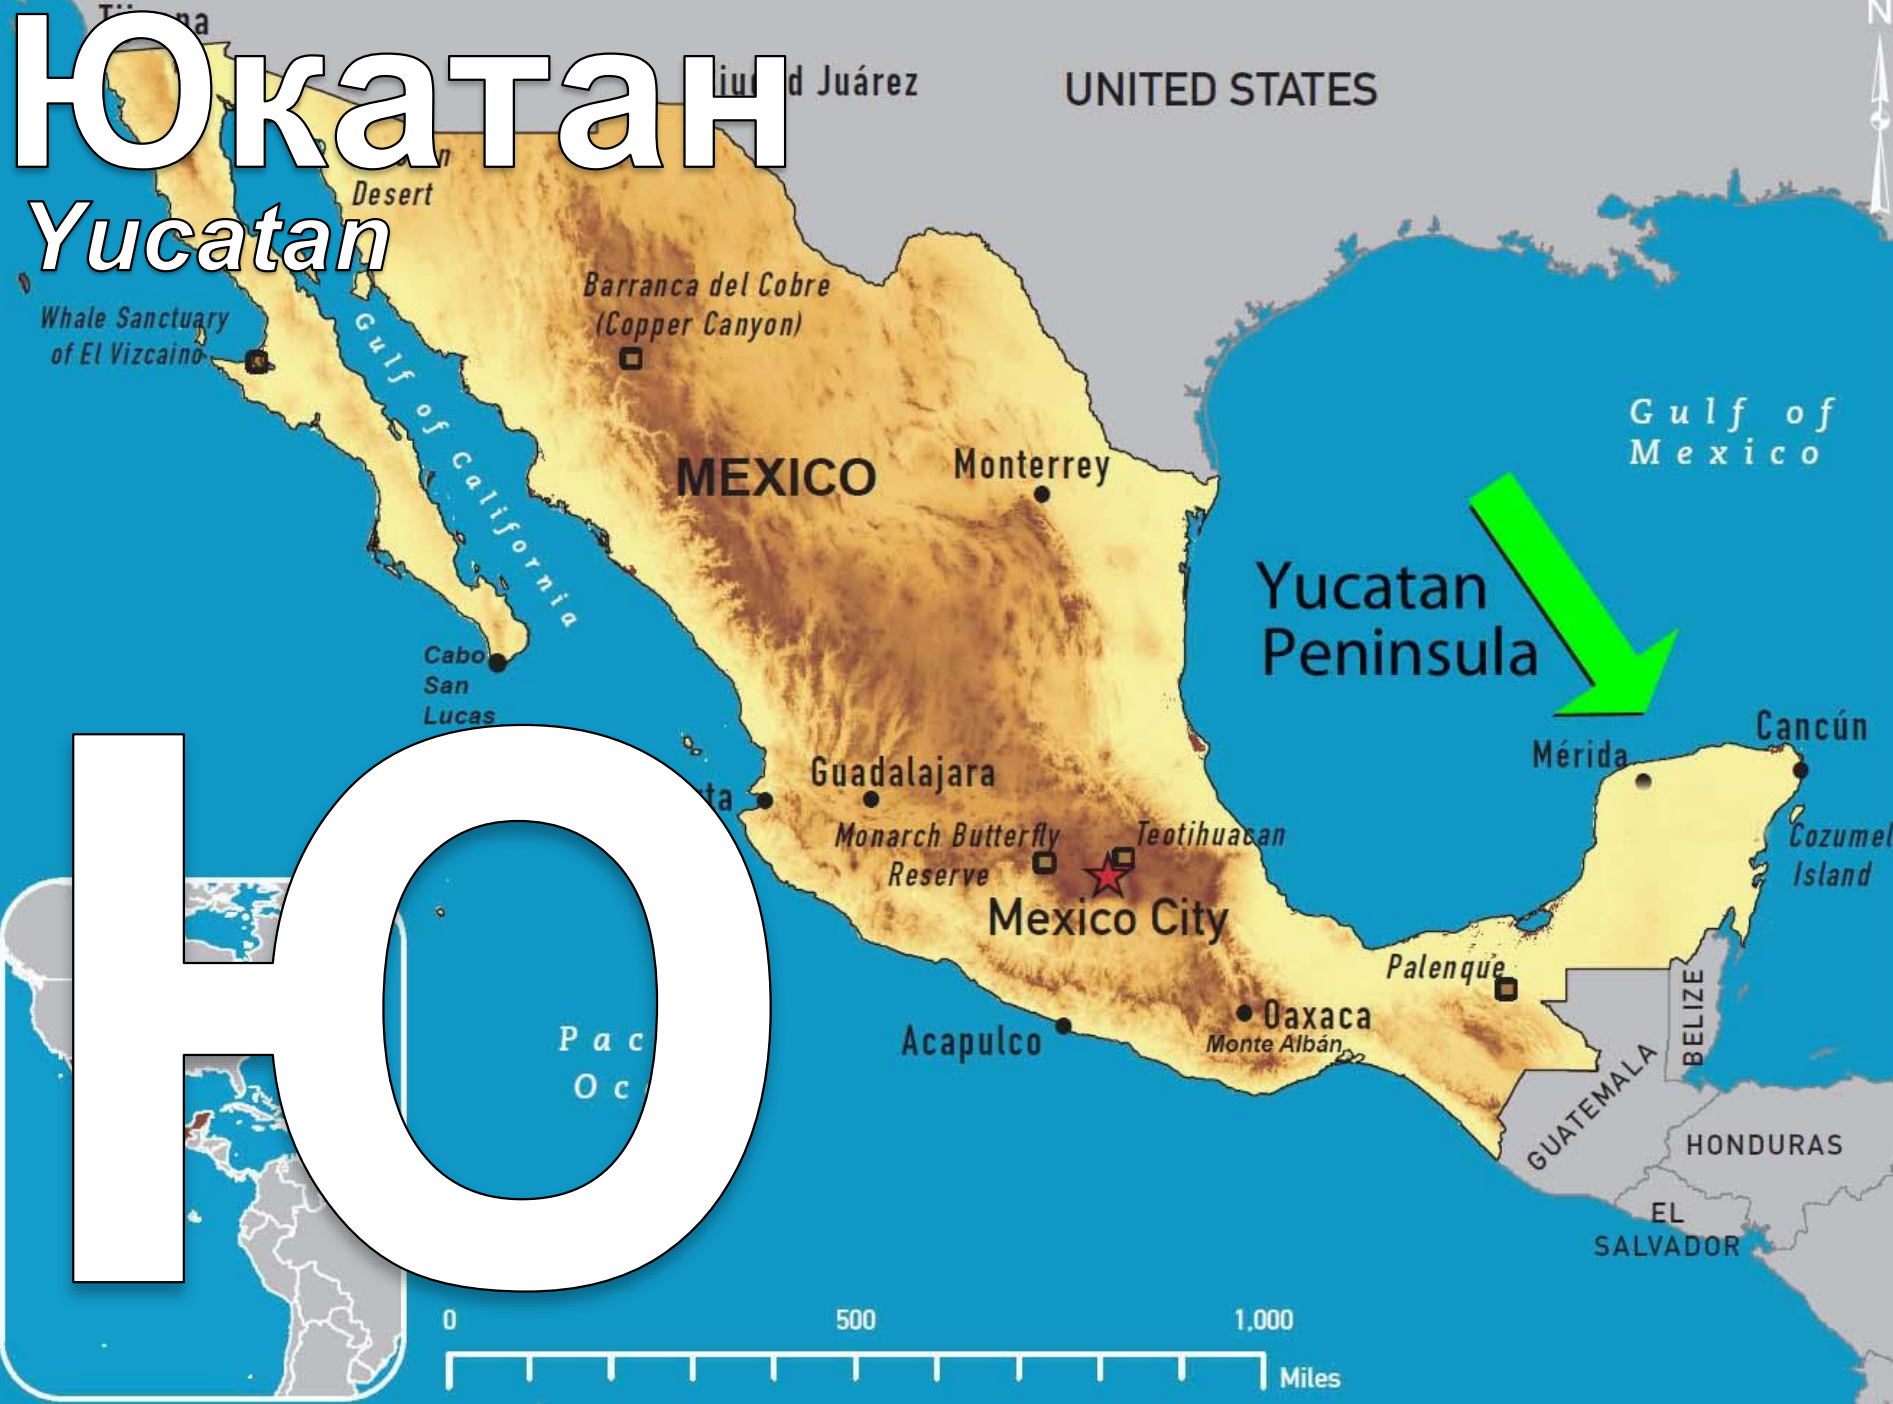 Юкатан
Yucatan
Juárez
UNITED STATES
N
Desert
Barranca del Cobre
(Copper Canyon)
Whale Sanctuary
of El Vizcaino
Gulf of California
Gulf of
Mexico
MEXICO
Monterrey
Yucatan
Peninsula
Cabo
San
Lucas
Cancún
Mérida
Guadalajara
Monarch Butterfly
Reserve
Teotihuacan
Cozumel
Island
Mexico City
Palenque
Oaxaca
Monte Albán
Acapulco
BELIZE
GUATEMALA
HONDURAS
EL
SALVADOR
Ю
0 500 1,000
Miles